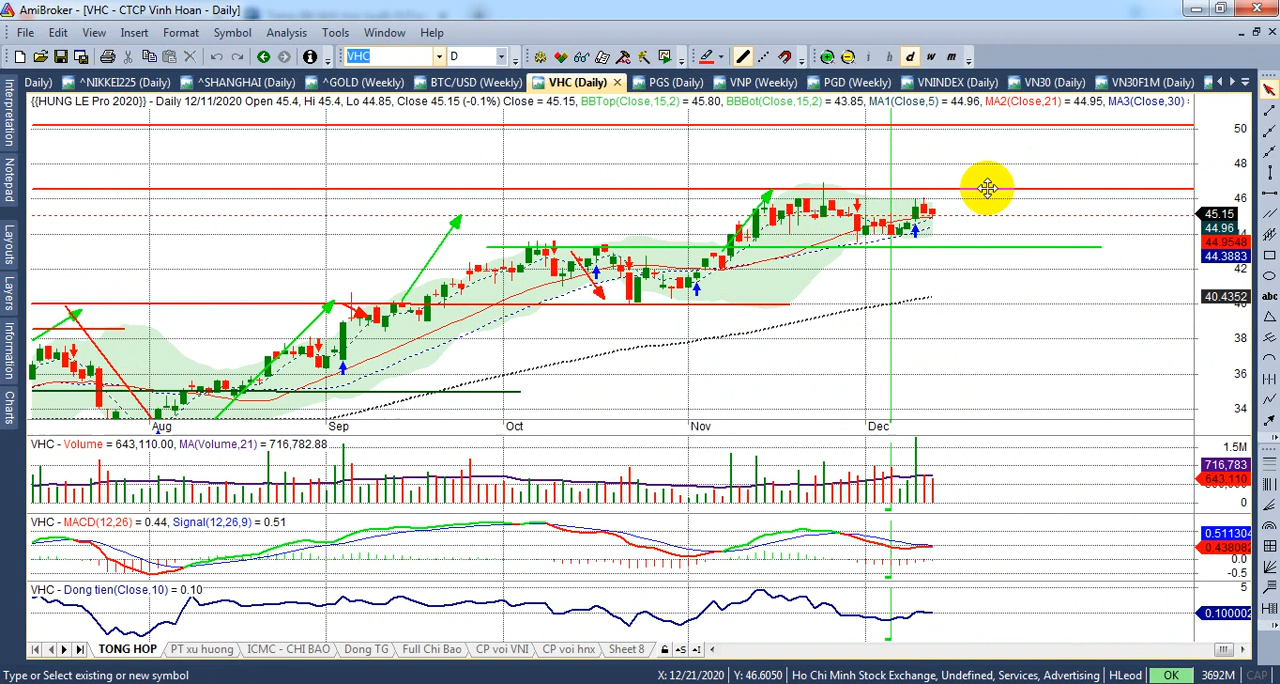 AmiBroker - [VHC - CTCP Vinh Hoan - Daily]
File Edit View Insert Format Symbol Analysis Tools Window Help
VHC D i h d w m
Daily) ^NIKKEI225 (Daily) ^SHANGHAI (Daily) ^GOLD (Weekly) BTC/USD (Weekly) VHC (Daily) PGS (Daily) VNP (Weekly) PGD (Weekly) VNINDEX (Daily) VN30 (Daily) VN30F1M (Daily)
{{HUNG LE Pro 2020}} - Daily 12/11/2020 Open 45.4, Hi 45.4, Lo 44.85, Close 45.15 (-0.1%) Close = 45.15, BBTop(Close,15,2) = 45.80, BBBot(Close,15,2) = 43.85, MA1(Close,5) = 44.96, MA2(Close,21) = 44.95, MA3(Close,30)
Interpretation
Notepad
Layouts
Layers
Information
Charts
abc
50
48
46
45.15
44.96
44.9548
44.3883
42
40.4352
38
36
34
Aug Sep Oct Nov Dec
VHC - Volume = 643,110.00, MA(Volume,21) = 716,782.88
1.5M
716,783
643,110
0
VHC - MACD(12,26) = 0.44, Signal(12,26,9) = 0.51
0.511304
0.438082
0.0
-0.5
VHC - Dong tien(Close,10) = 0.10
5
0.100002
TONG HOP PT xu huong ICMC - CHI BAO Dong TG Full Chi Bao CP voi VNI CP voi hnx Sheet 8
Type or Select existing or new symbol X: 12/21/2020 Y: 46.6050 Ho Chi Minh Stock Exchange, Undefined, Services, Advertising HLeod OK 3692M CAP